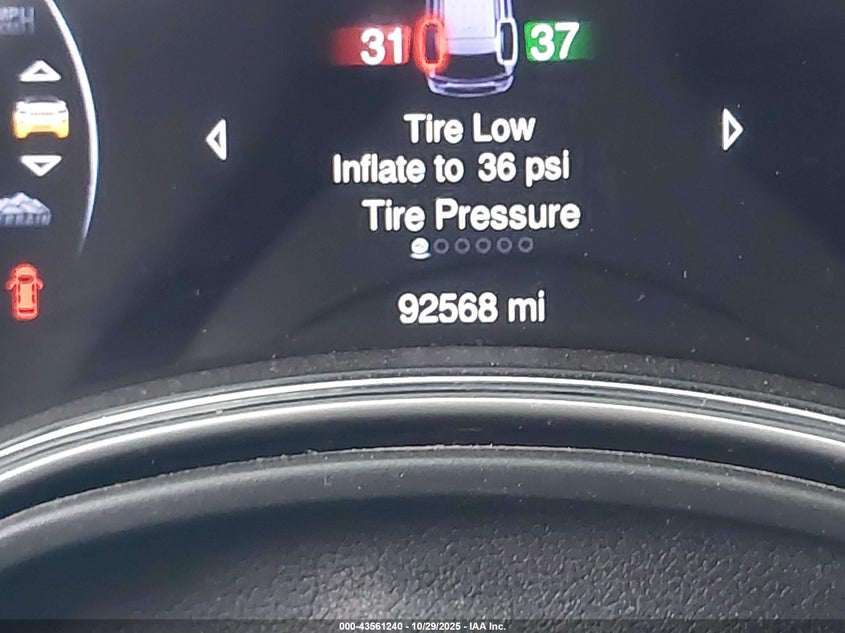 MPH
31 37
Tire Low
Inflate to 36 psi
Tire Pressure
92568 mi
000-43561240 - 10/29/2025 - IAA Inc.